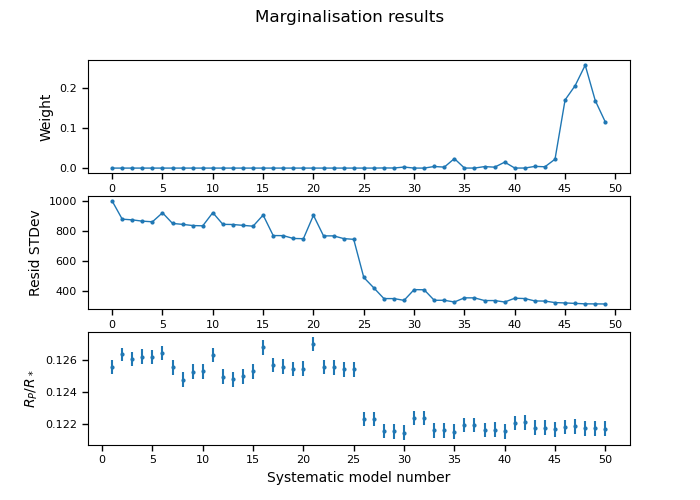 Marginalisation results
Weight
0.2
0.1
0.0
0 5 10 15 20 25 30 35 40 45 50
Resid STDev
1000
800
600
400
0 5 10 15 20 25 30 35 40 45 50
R_P/R_*
0.126
0.124
0.122
0 5 10 15 20 25 30 35 40 45 50
Systematic model number